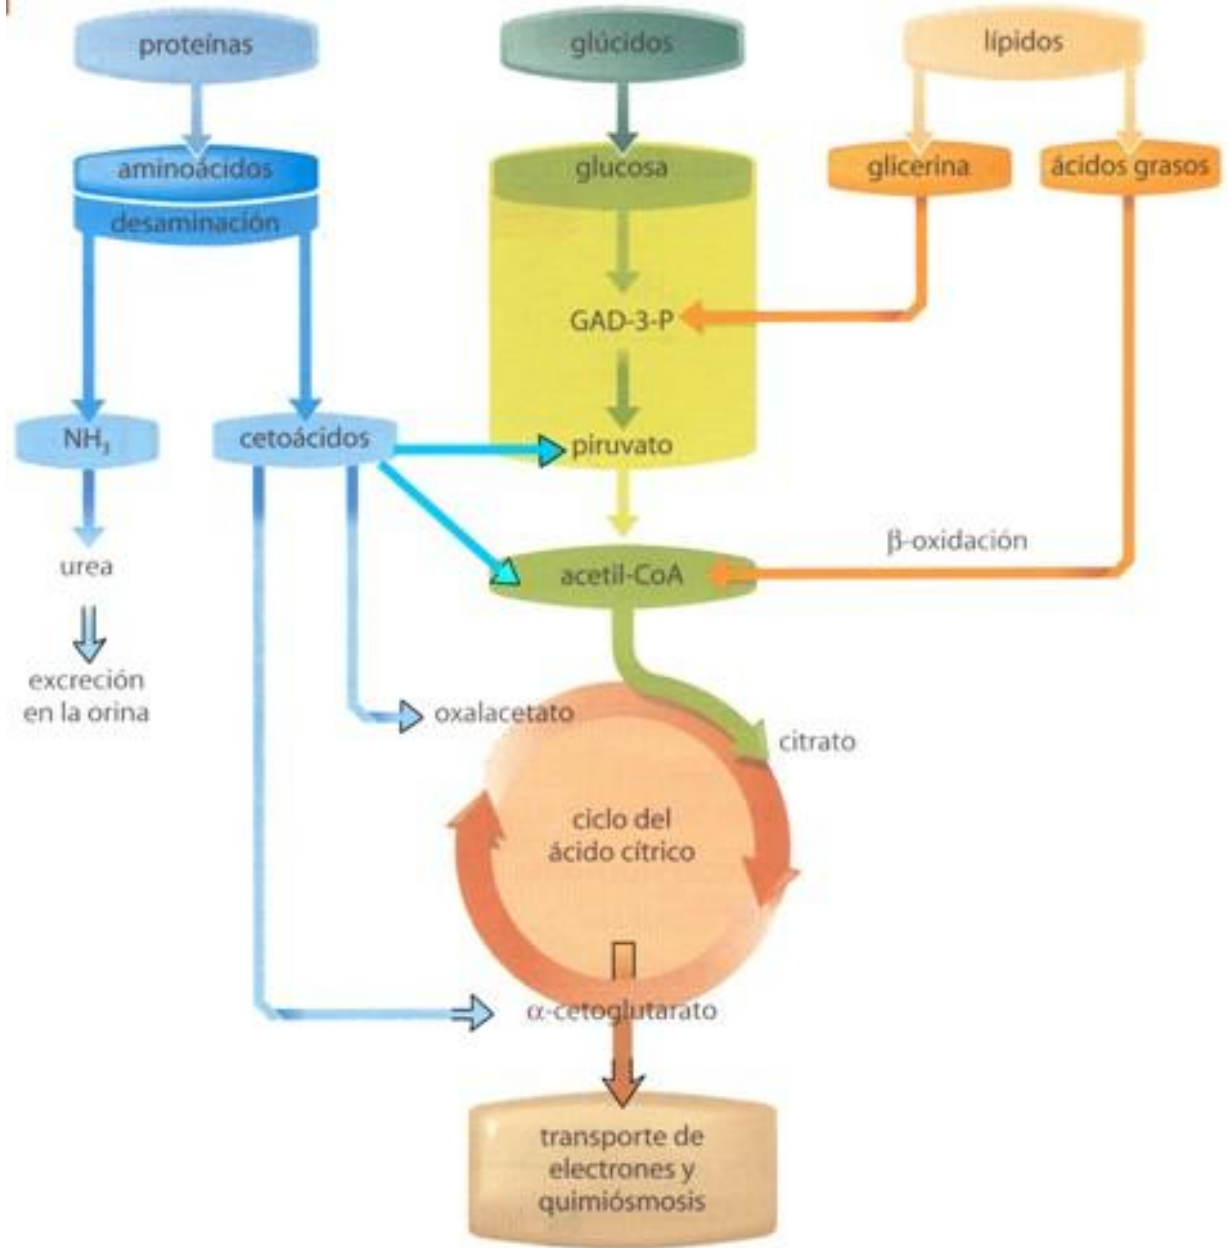 proteínas
glúcidos
lípidos
aminoácidos
desaminación
glucosa
glicerina
ácidos grasos
GAD-3-P
NH₃
cetoácidos
piruvato
urea
β-oxidación
acetil-CoA
excreción
en la orina
oxalacetato
citrato
ciclo del
ácido cítrico
α-cetoglutarato
transporte de
electrones y
quimiósmosis